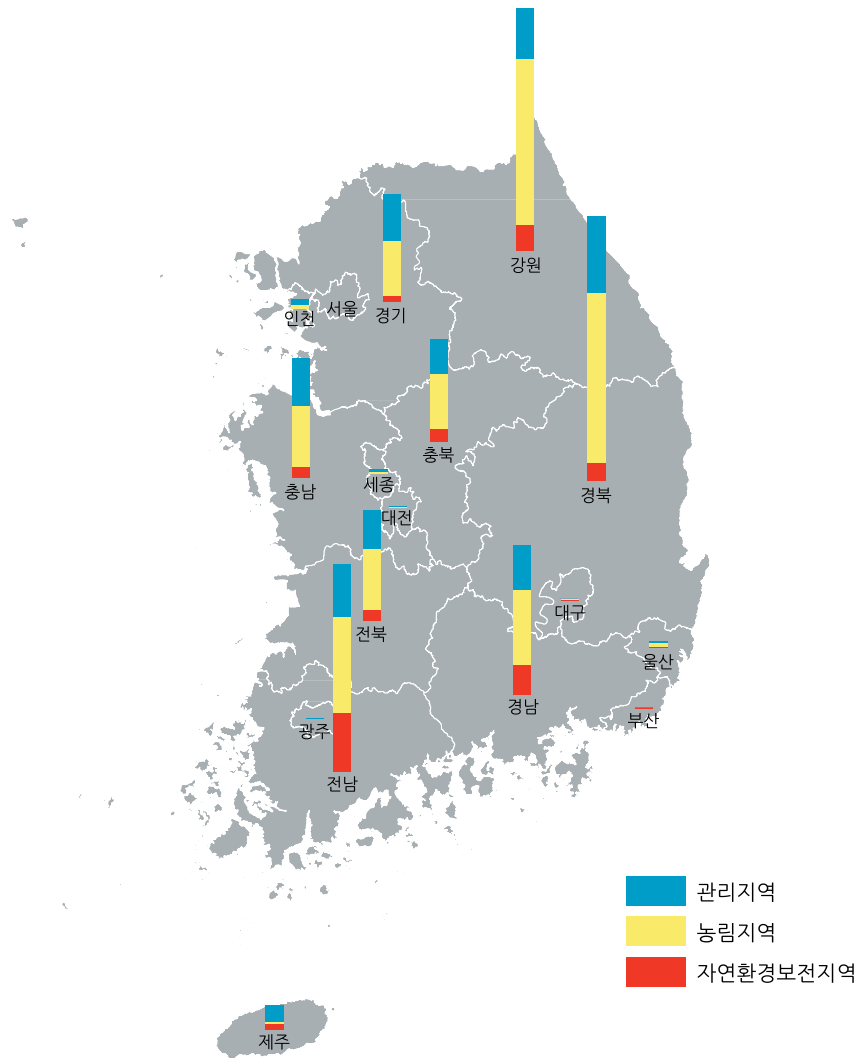 강원
서울
경기
인천
충북
세종
충남
경북
대전
대구
전북
울산
경남
부산
광주
전남
관리지역
농림지역
자연환경보전지역
제주